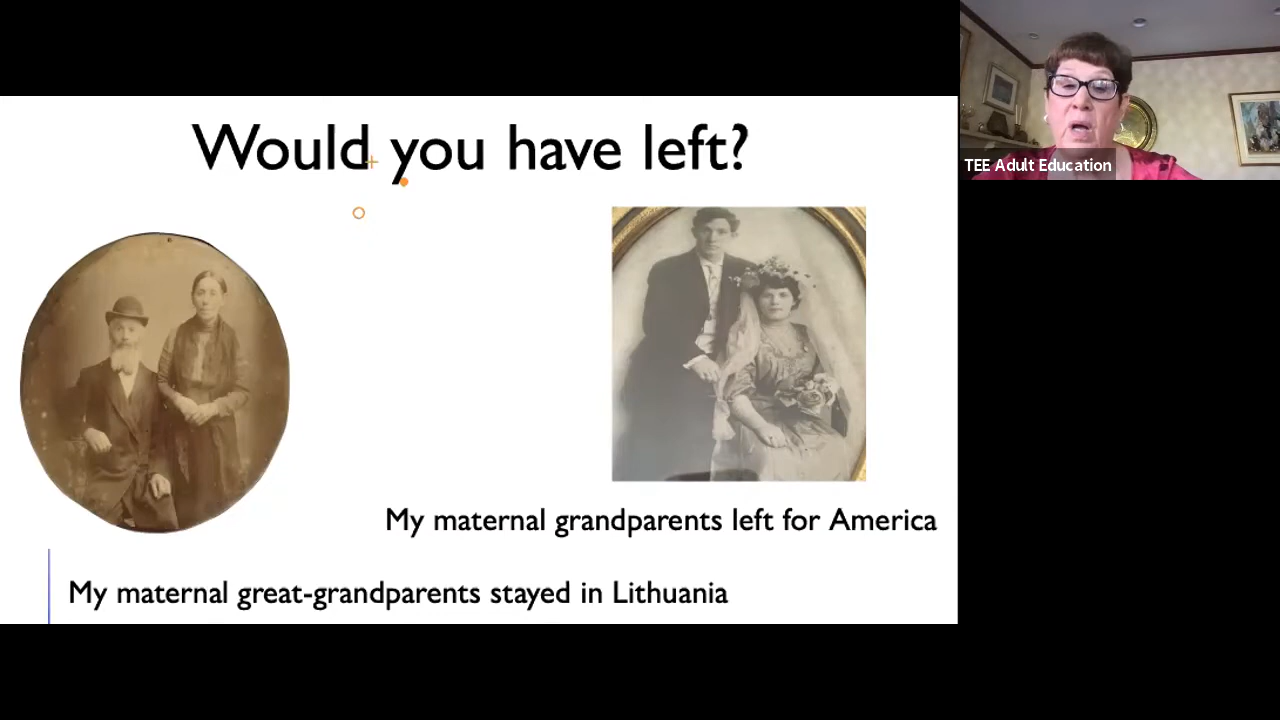 Would you have left?
TEE Adult Education
My maternal grandparents left for America
My maternal great-grandparents stayed in Lithuania